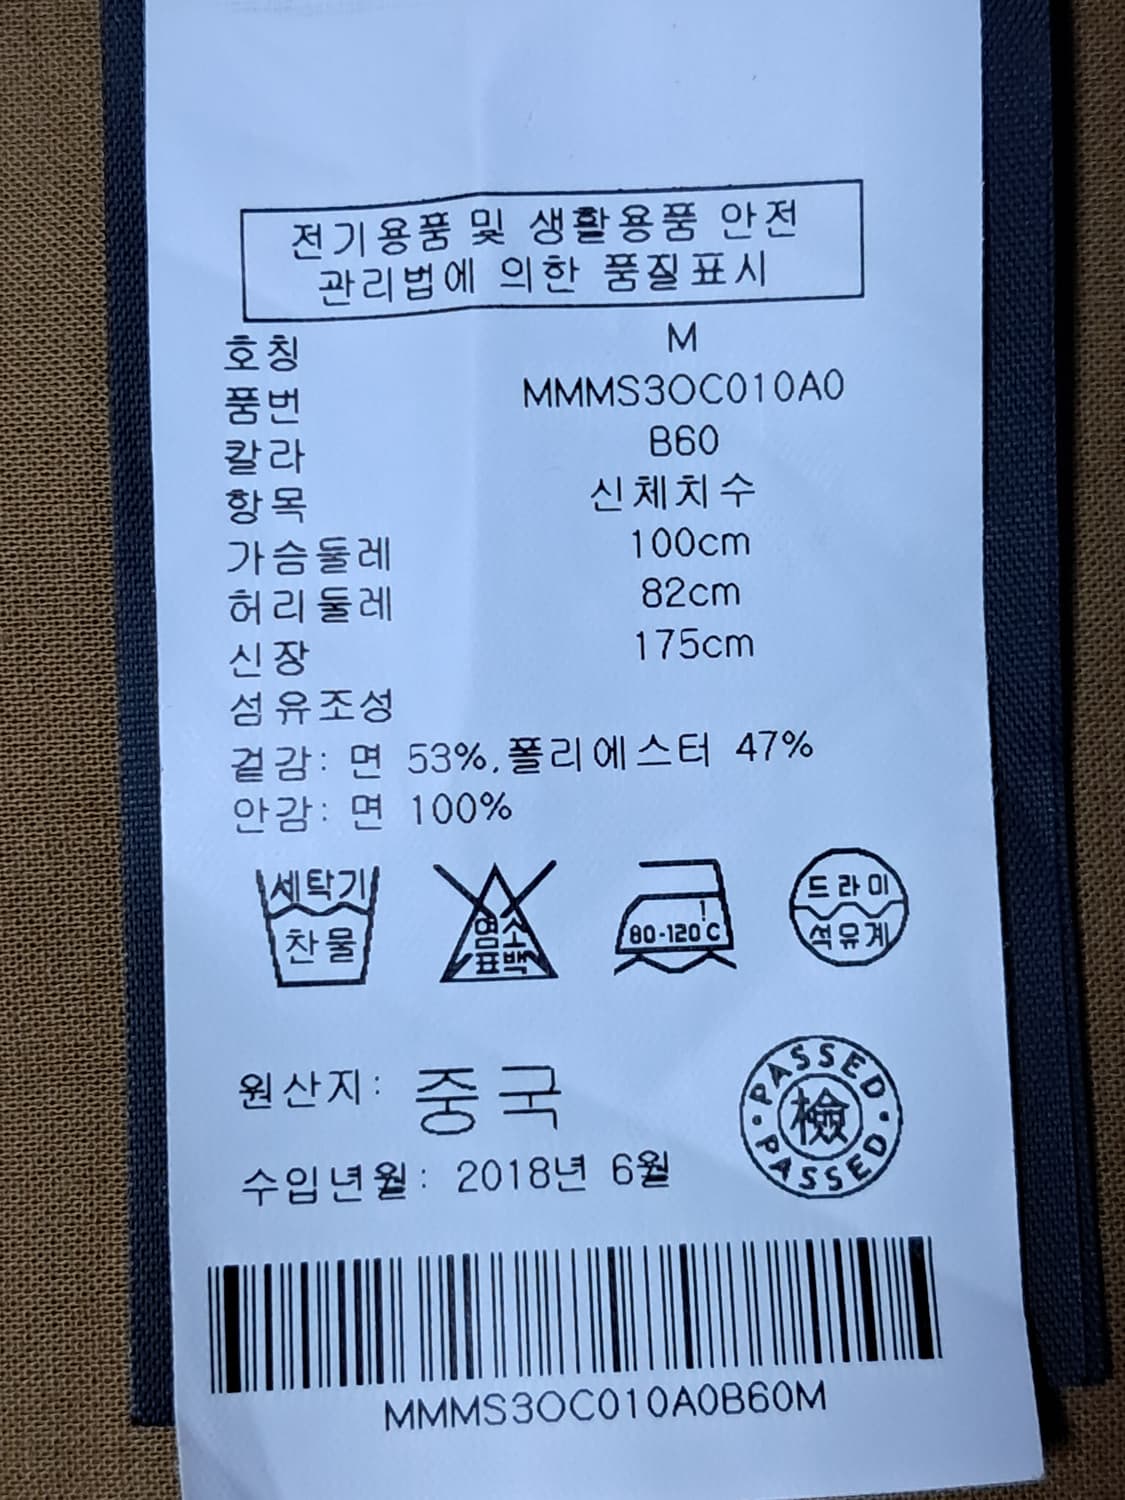 전기용품 및 생활용품 안전
관리법에 의한 품질표시
호칭 M
품번 MMMS3OC010A0
칼라 B60
항목 신체치수
가슴둘레 100cm
허리둘레 82cm
신장 175cm
섬유조성
겉감: 면 53%,폴리에스터 47%
안감: 면 100%
세탁기
찬물
염소
표백
80-120℃
드라이
석유계
원산지: 중국
PASSED · PASSED ·
檢
수입년월: 2018년 6월
MMMS3OC010A0B60M